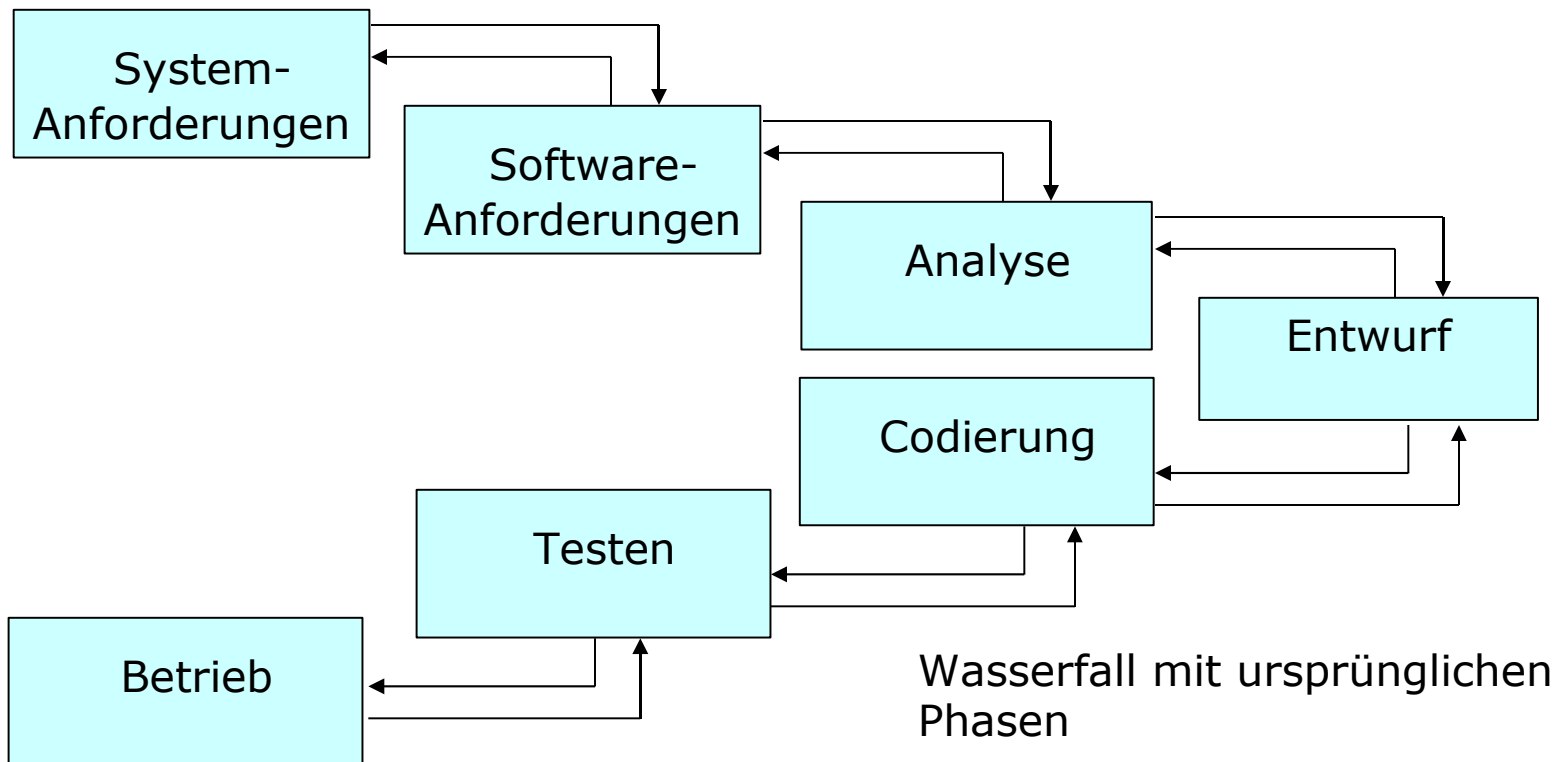 System-
Anforderungen
Software-
Anforderungen
Analyse
Entwurf
Codierung
Testen
Betrieb
Wasserfall mit ursprünglichen
Phasen